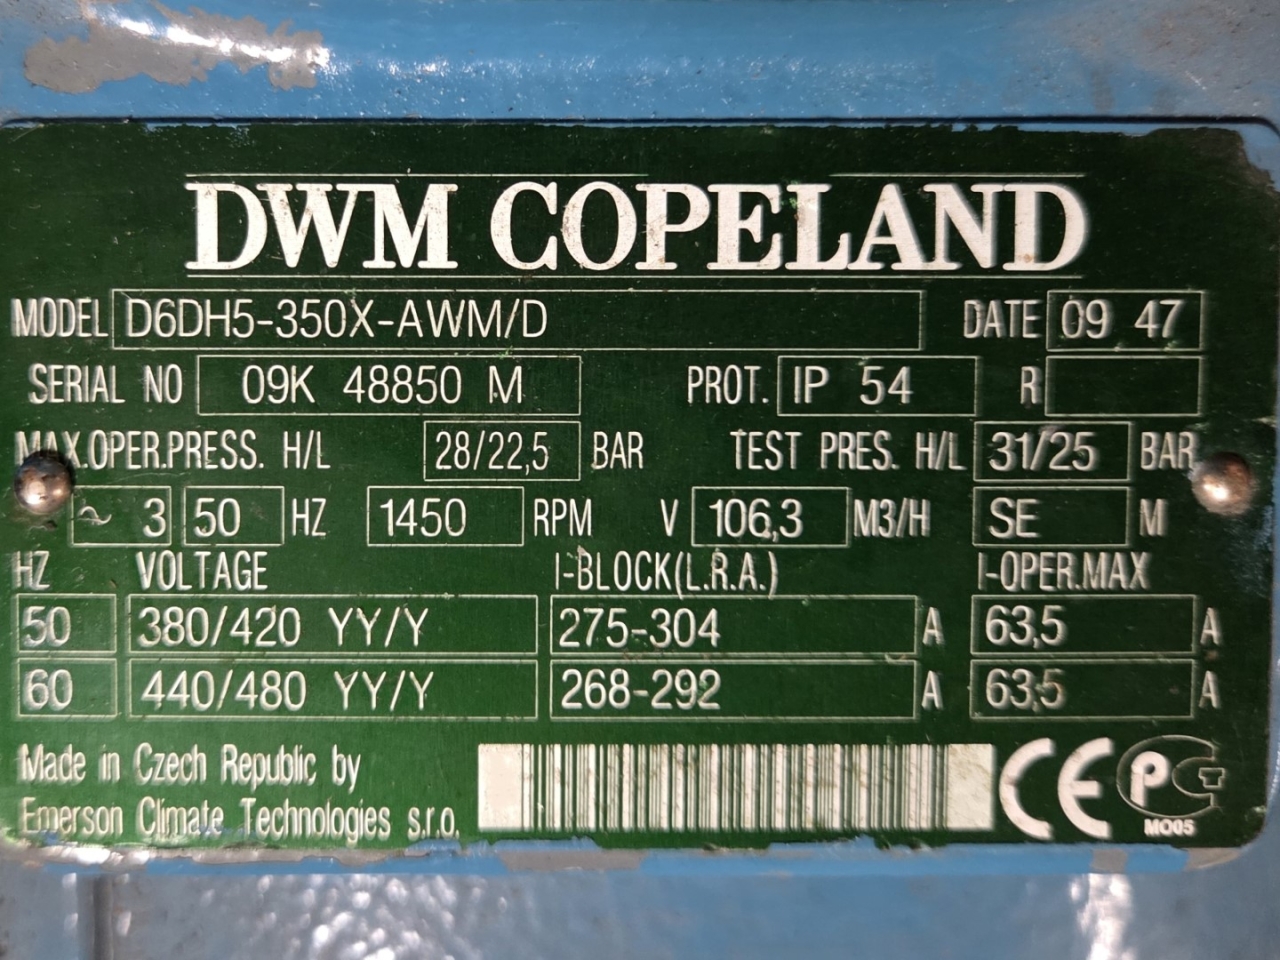 DWM COPELAND
MODEL D6DH5-350X-AWM/D DATE 09 47
SERIAL NO 09K 48850 M PROT. IP 54 R
MAX.OPER.PRESS. H/L 28/22,5 BAR TEST PRES. H/L 31/25 BAR
~ 3 50 HZ 1450 RPM V 106,3 M3/H SE M
HZ VOLTAGE I-BLOCK(L.R.A.) I-OPER.MAX
50 380/420 YY/Y 275-304 A 63,5 A
60 440/480 YY/Y 268-292 A 63,5 A
Made in Czech Republic by
Emerson Climate Technologies s.r.o.
CE PCT
MO05